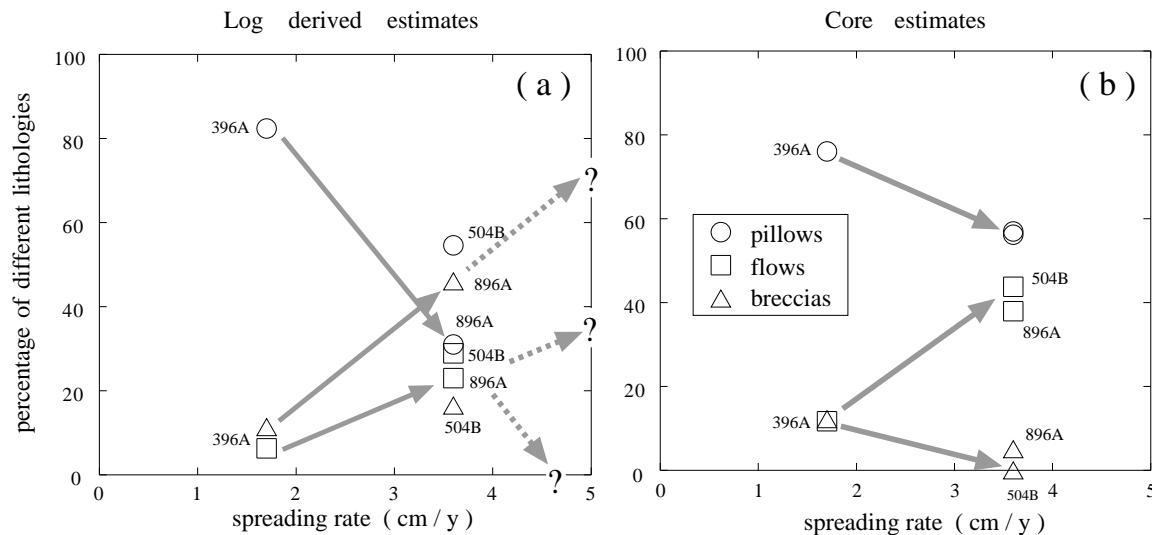 Log derived estimates
Core estimates
percentage of different lithologies
100
80
60
40
20
0
( a )
396A
504B
896A
896A
504B
896A
504B
396A
?
?
?
0
1
2
3
4
5
spreading rate ( cm / y )
100
80
60
40
20
0
( b )
396A
pillows
flows
breccias
504B
896A
396A
896A
504B
0
1
2
3
4
5
spreading rate ( cm / y )